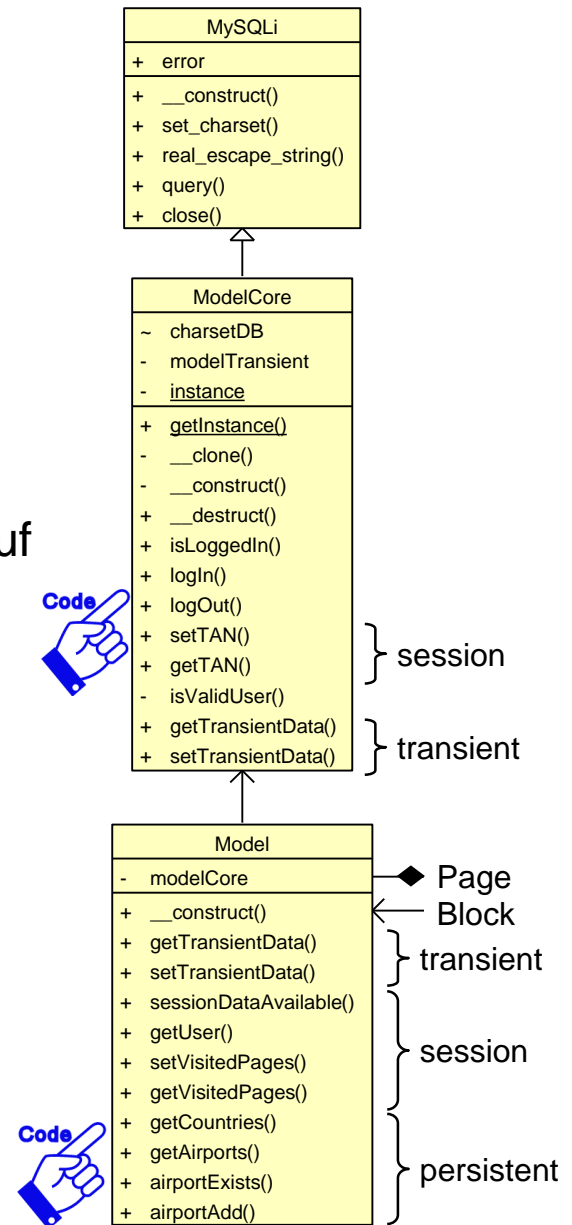 MySQLi
+ error
+ __construct()
+ set_charset()
+ real_escape_string()
+ query()
+ close()
ModelCore
~ charsetDB
- modelTransient
- instance
+ getInstance()
- __clone()
- __construct()
+ __destruct()
+ isLoggedIn()
+ logIn()
+ logOut()
+ setTAN()
+ getTAN()
- isValidUser()
+ getTransientData()
+ setTransientData()
uf
Code
session
transient
Model
- modelCore
+ __construct()
+ getTransientData()
+ setTransientData()
+ sessionDataAvailable()
+ getUser()
+ setVisitedPages()
+ getVisitedPages()
+ getCountries()
+ getAirports()
+ airportExists()
+ airportAdd()
Page
Block
transient
session
Code
persistent